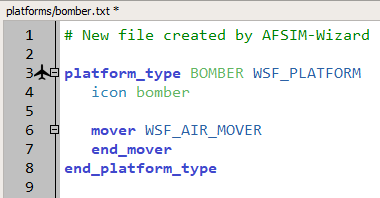 platforms/bomber.txt *
1 # New file created by AFSIM-Wizard
2
3 platform_type BOMBER WSF_PLATFORM
4 icon bomber
5
6 mover WSF_AIR_MOVER
7 end_mover
8 end_platform_type
9